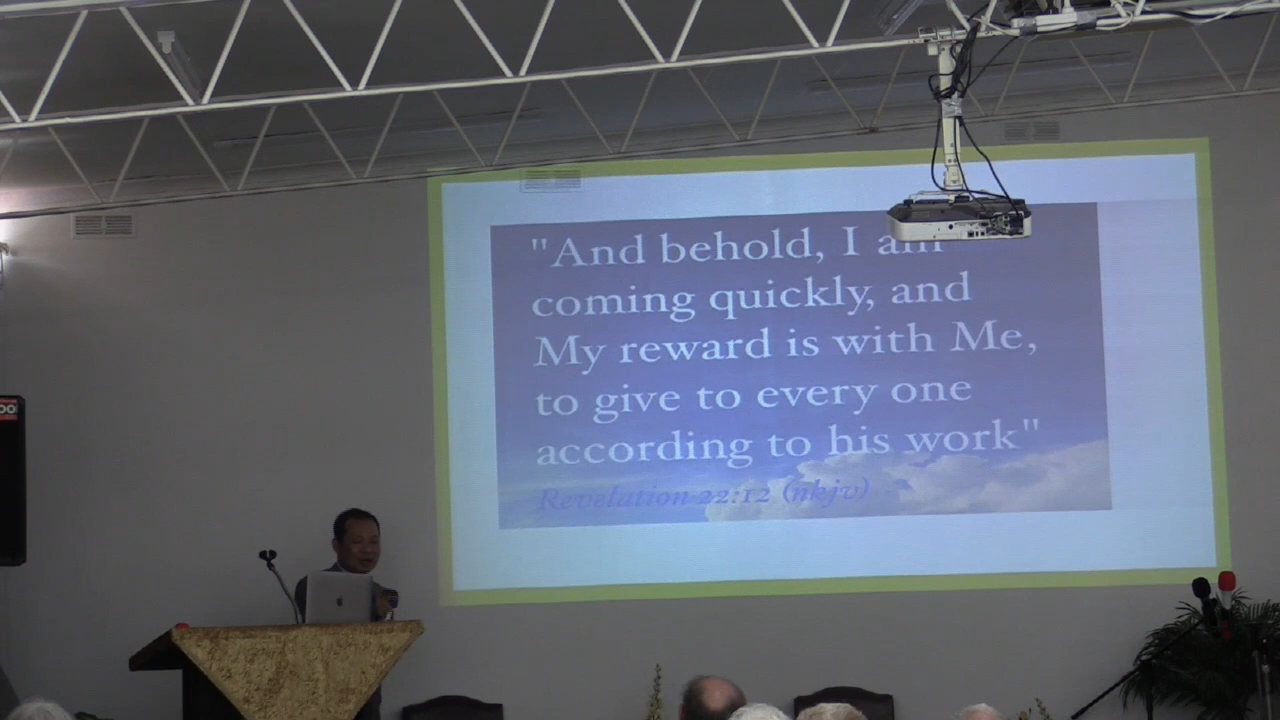 "And behold, I am
coming quickly, and
My reward is with Me,
to give to every one
according to his work"
Revelation 22:12 (nkjv)